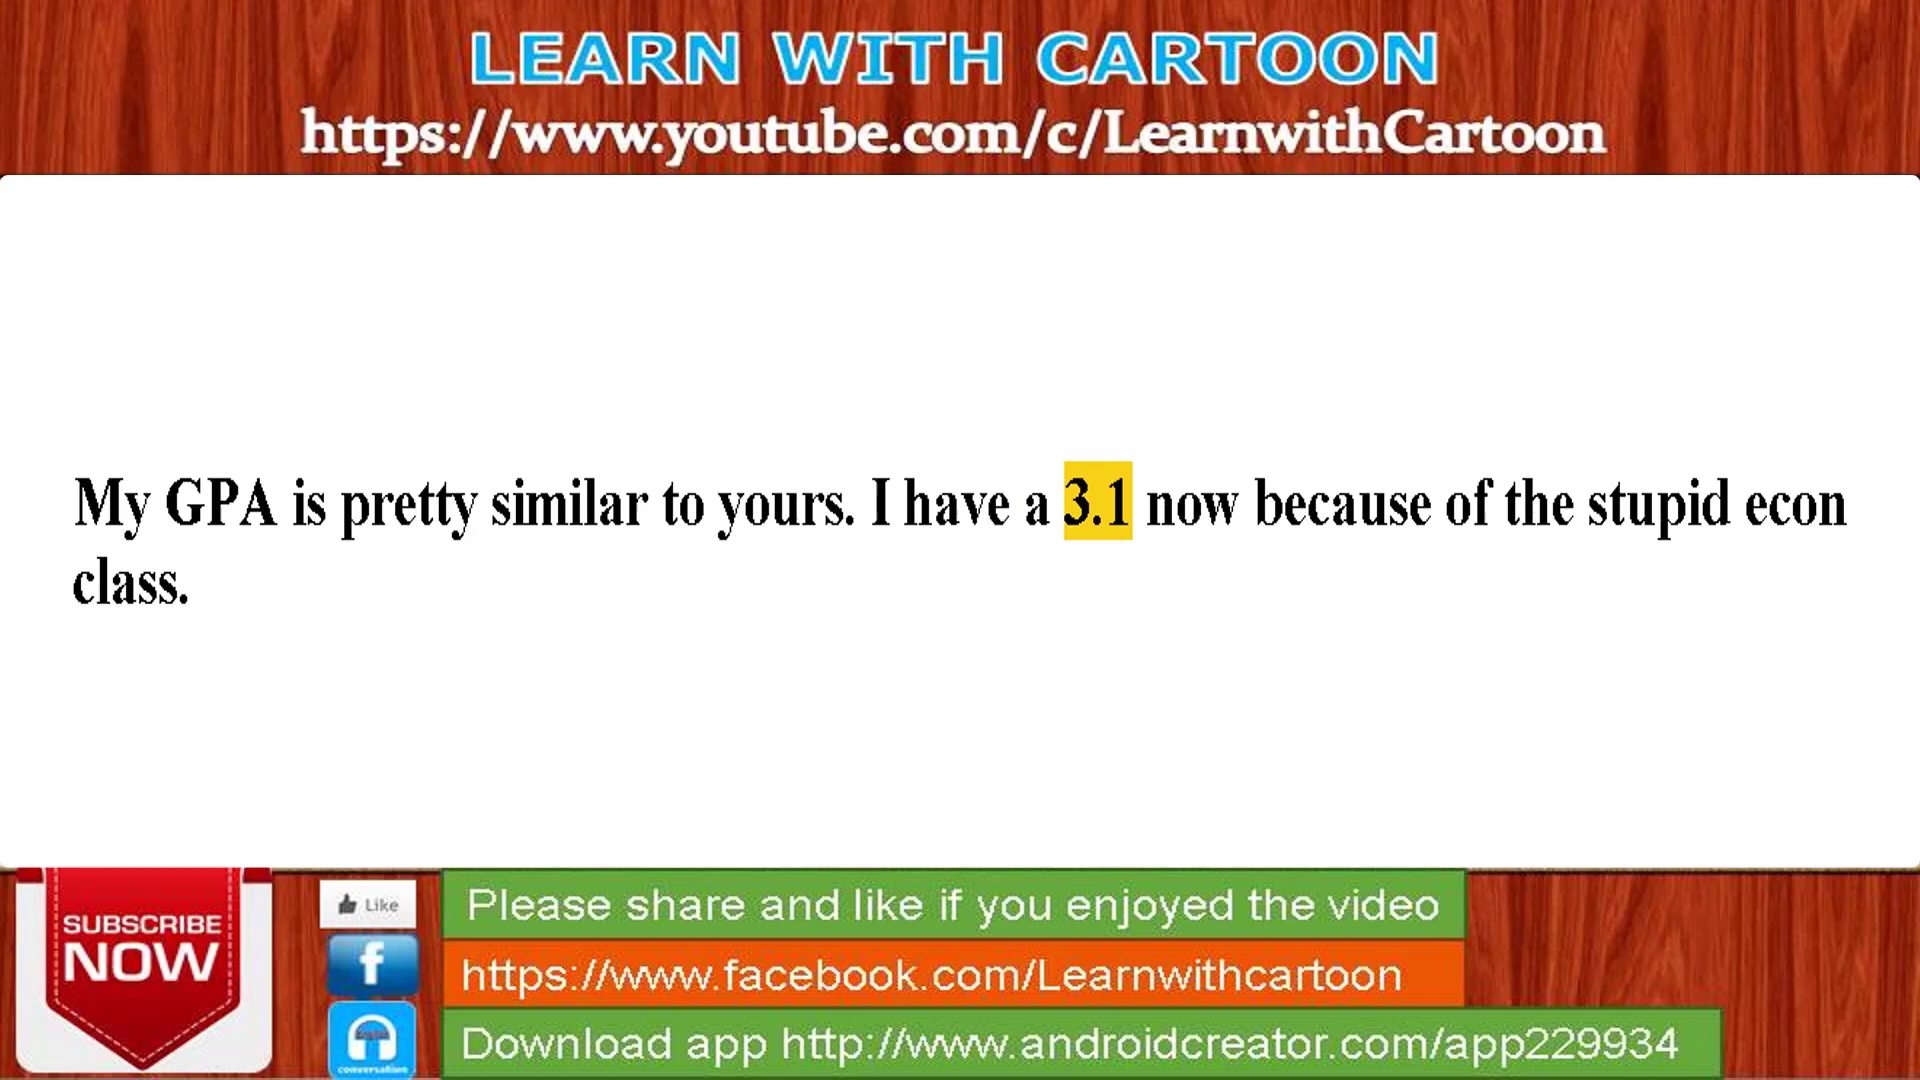 LEARN WITH CARTOON
https://www.youtube.com/c/LearnwithCartoon
My GPA is pretty similar to yours. I have a 3.1 now because of the stupid econ
class.
SUBSCRIBE
NOW
Like
f
Please share and like if you enjoyed the video
https://www.facebook.com/Learnwithcartoon
English
conversation
Download app http://www.androidcreator.com/app229934